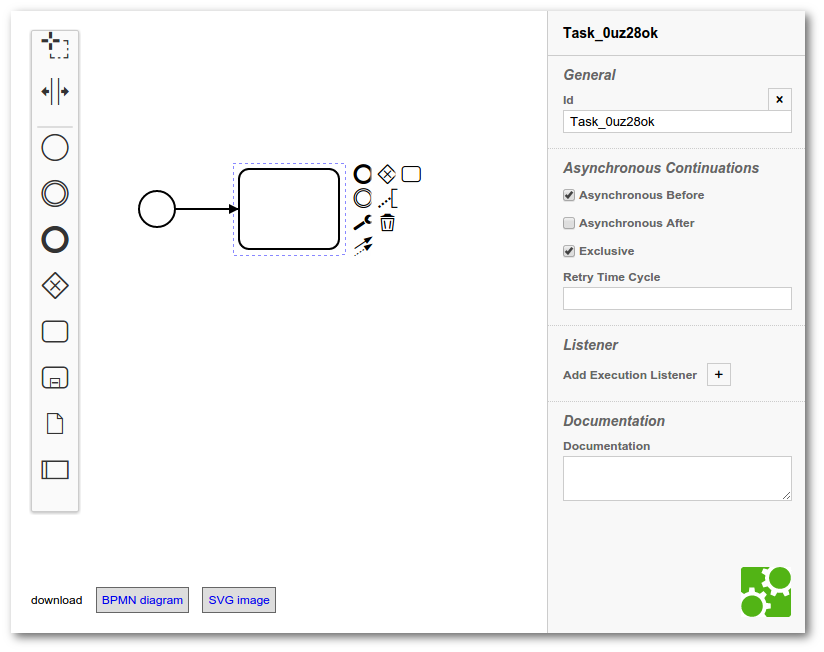 Task_0uz28ok
General
Id
x
Task_0uz28ok
Asynchronous Continuations
Asynchronous Before
Asynchronous After
Exclusive
Retry Time Cycle
Listener
Add Execution Listener +
Documentation
Documentation
download BPMN diagram SVG image